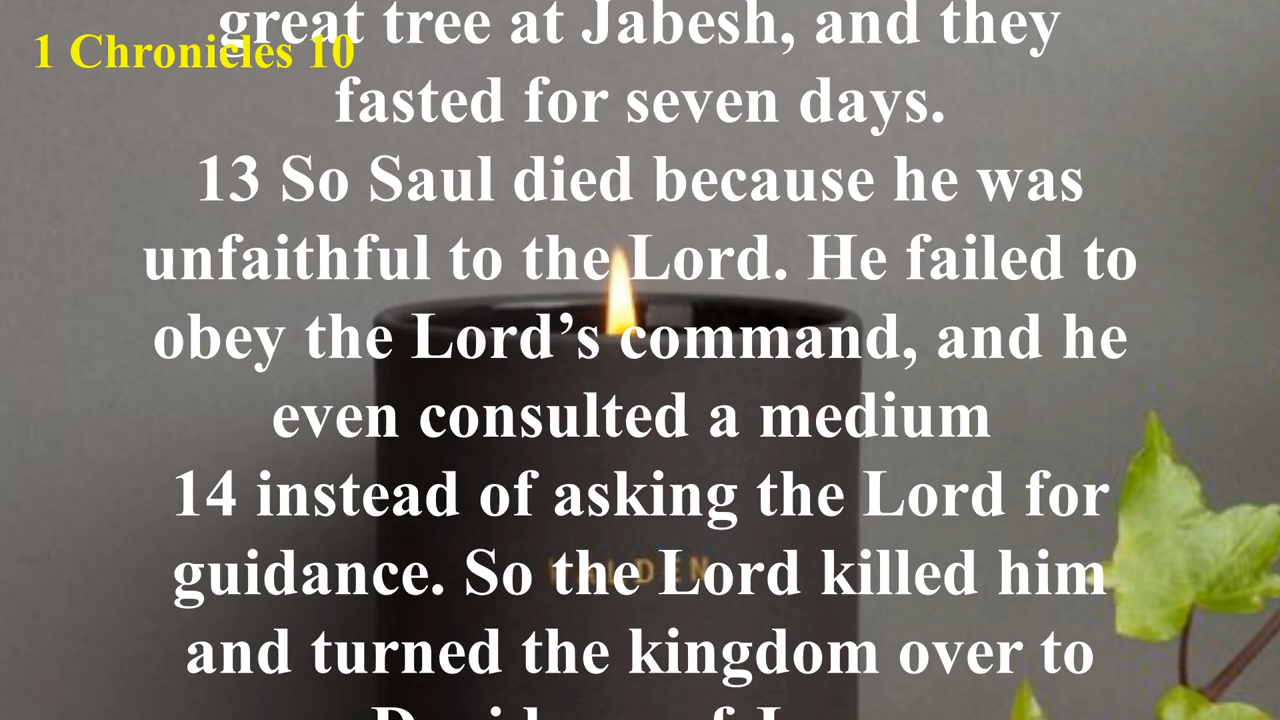 great tree at Jabesh, and they
1 Chronicles 10
fasted for seven days.
13 So Saul died because he was
unfaithful to the Lord. He failed to
obey the Lord’s command, and he
even consulted a medium
14 instead of asking the Lord for
guidance. So the Lord killed him
and turned the kingdom over to